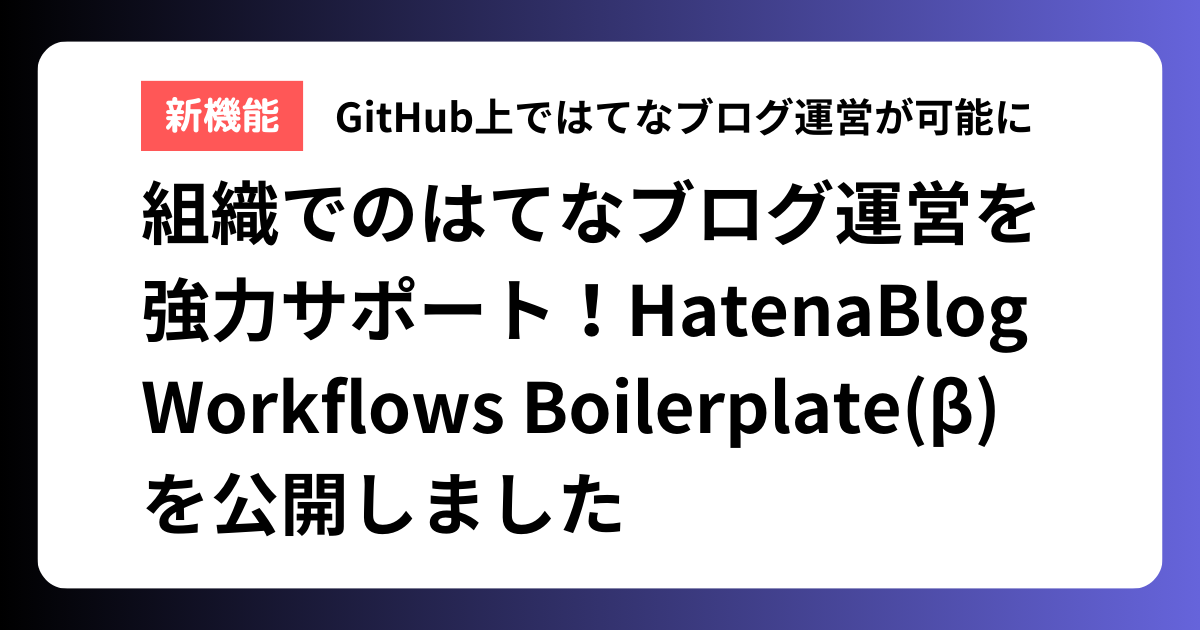 新機能 GitHub上ではてなブログ運営が可能に
組織でのはてなブログ運営を
強力サポート！HatenaBlog
Workflows Boilerplate(β)
を公開しました